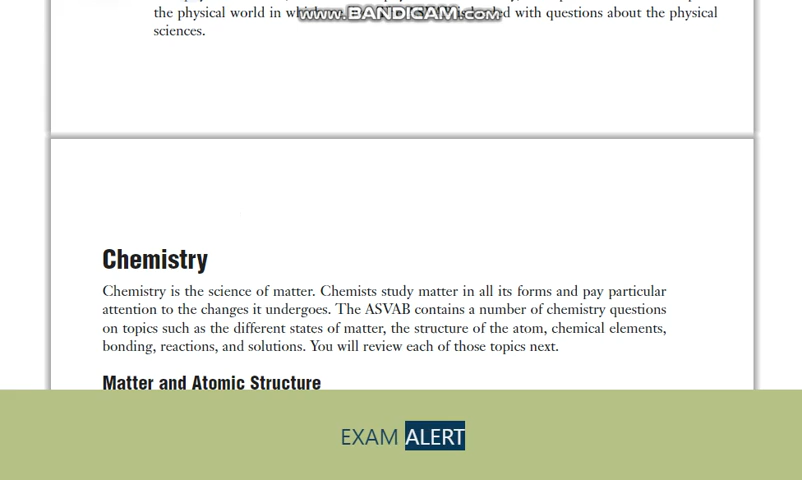 the physical world in
with questions about the physical
www.BANDICAM.com
sciences.
Chemistry
Chemistry is the science of matter. Chemists study matter in all its forms and pay particular
attention to the changes it undergoes. The ASVAB contains a number of chemistry questions
on topics such as the different states of matter, the structure of the atom, chemical elements,
bonding, reactions, and solutions. You will review each of those topics next.
Matter and Atomic Structure
EXAM ALERT